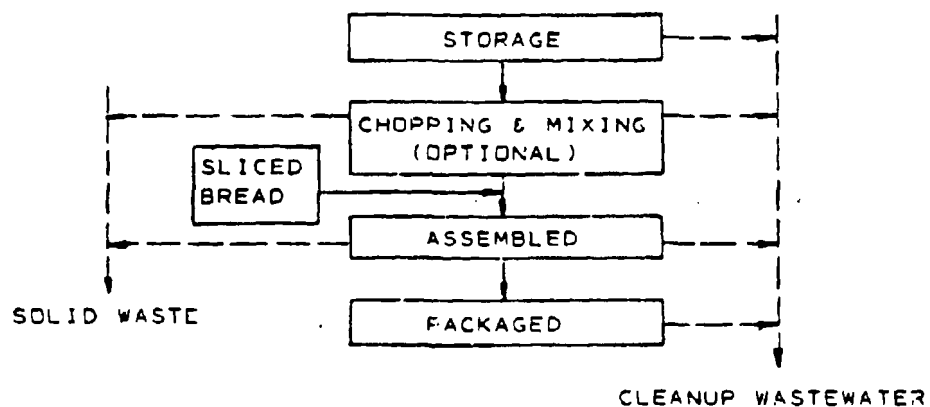 STORAGE
CHOPPING & MIXING
(OPTIONAL)
SLICED
BREAD
ASSEMBLED
SOLID WASTE
PACKAGED
CLEANUP WASTEWATER